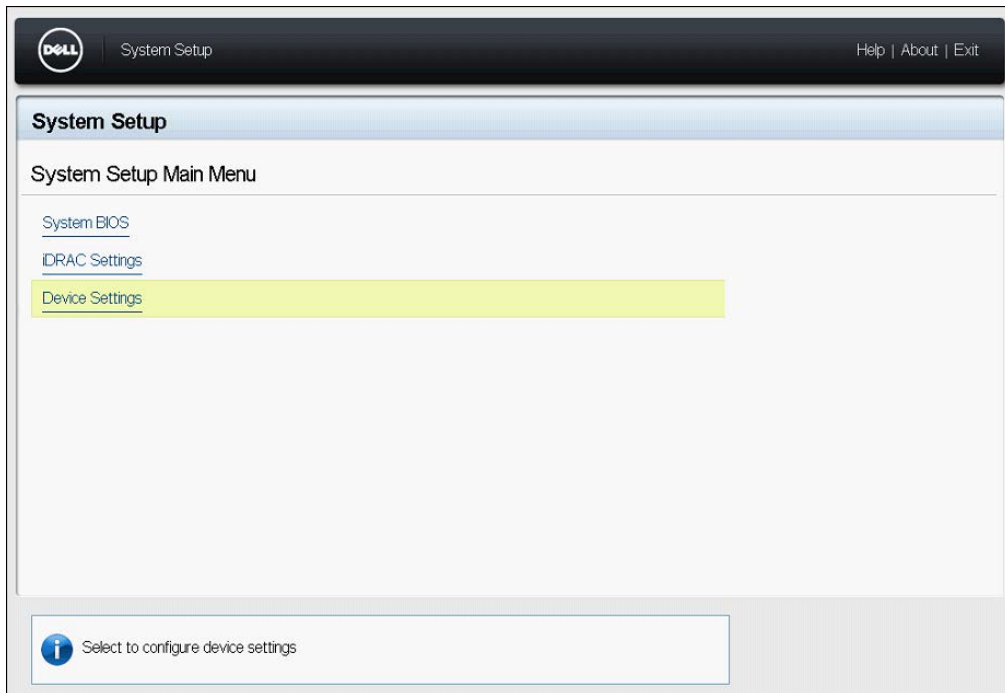 DELL System Setup Help | About | Exit
System Setup
System Setup Main Menu
System BIOS
iDRAC Settings
Device Settings
Select to configure device settings